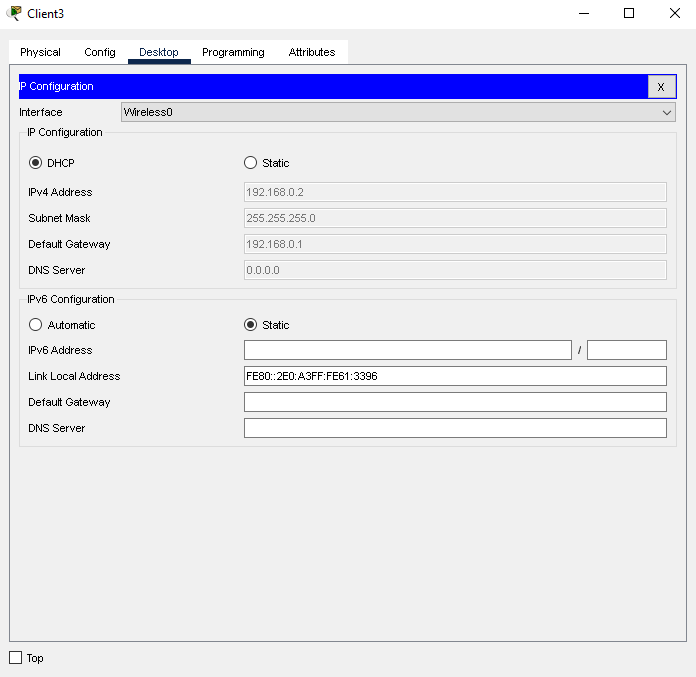 Client3
Physical Config Desktop Programming Attributes
IP Configuration X
Interface Wireless0
IP Configuration
DHCP Static
IPv4 Address 192.168.0.2
Subnet Mask 255.255.255.0
Default Gateway 192.168.0.1
DNS Server 0.0.0.0
IPv6 Configuration
Automatic Static
IPv6 Address /
Link Local Address FE80::2E0:A3FF:FE61:3396
Default Gateway
DNS Server
Top